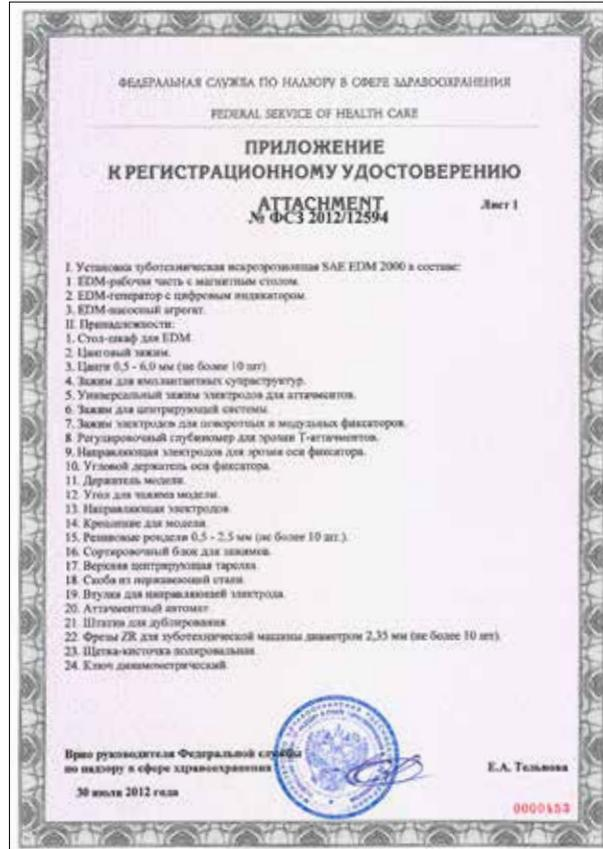 ФЕДЕРАЛЬНАЯ СЛУЖБА ПО НАДЗОРУ В СФЕРЕ ЗДРАВООХРАНЕНИЯ
FEDERAL SERVICE OF HEALTH CARE
ПРИЛОЖЕНИЕ
К РЕГИСТРАЦИОННОМУ УДОСТОВЕРЕНИЮ
ATTACHMENT
Лист 1
№ ФСЗ 2012/12594
I. Установка зуботехническая искроэрозионная SAE EDM 2000 в составе:
1. EDM-рабочая часть с магнитным столом.
2. EDM-генератор с цифровым индикатором.
3. EDM-насосный агрегат.
II. Принадлежности:
1. Стол-шкаф для EDM.
2. Цанговый зажим.
3. Цанги 0,5 - 6,0 мм (не более 10 шт).
4. Зажим для имплантантных супраструктур.
5. Универсальный зажим электродов для аттачментов.
6. Зажим для центрирующей системы.
7. Зажим электродов для поворотных и модульных фиксаторов.
8. Регулировочный глубиномер для эрозии Т-аттачментов.
9. Направляющая электродов для эрозии оси фиксатора.
10. Угловой держатель оси фиксатора.
11. Держатель модели.
12. Угол для зажима модели.
13. Направляющая электродов.
14. Крепление для модели.
15. Резиновые рондели 0,5 - 2,5 мм (не более 10 шт.).
16. Сортировочный блок для зажимов.
17. Верхняя центрирующая тарелка.
18. Скоба из нержавеющей стали.
19. Втулка для направляющей электрода.
20. Аттачментный автомат.
21. Штатив для дублирования.
22. Фрезы ZR для зуботехнической машины диаметром 2,35 мм (не более 10 шт).
23. Щетка-кисточка полировальная.
24. Ключ динамометрический.
Врио руководителя Федеральной службы
по надзору в сфере здравоохранения
Е.А. Тельнова
30 июля 2012 года
0000453